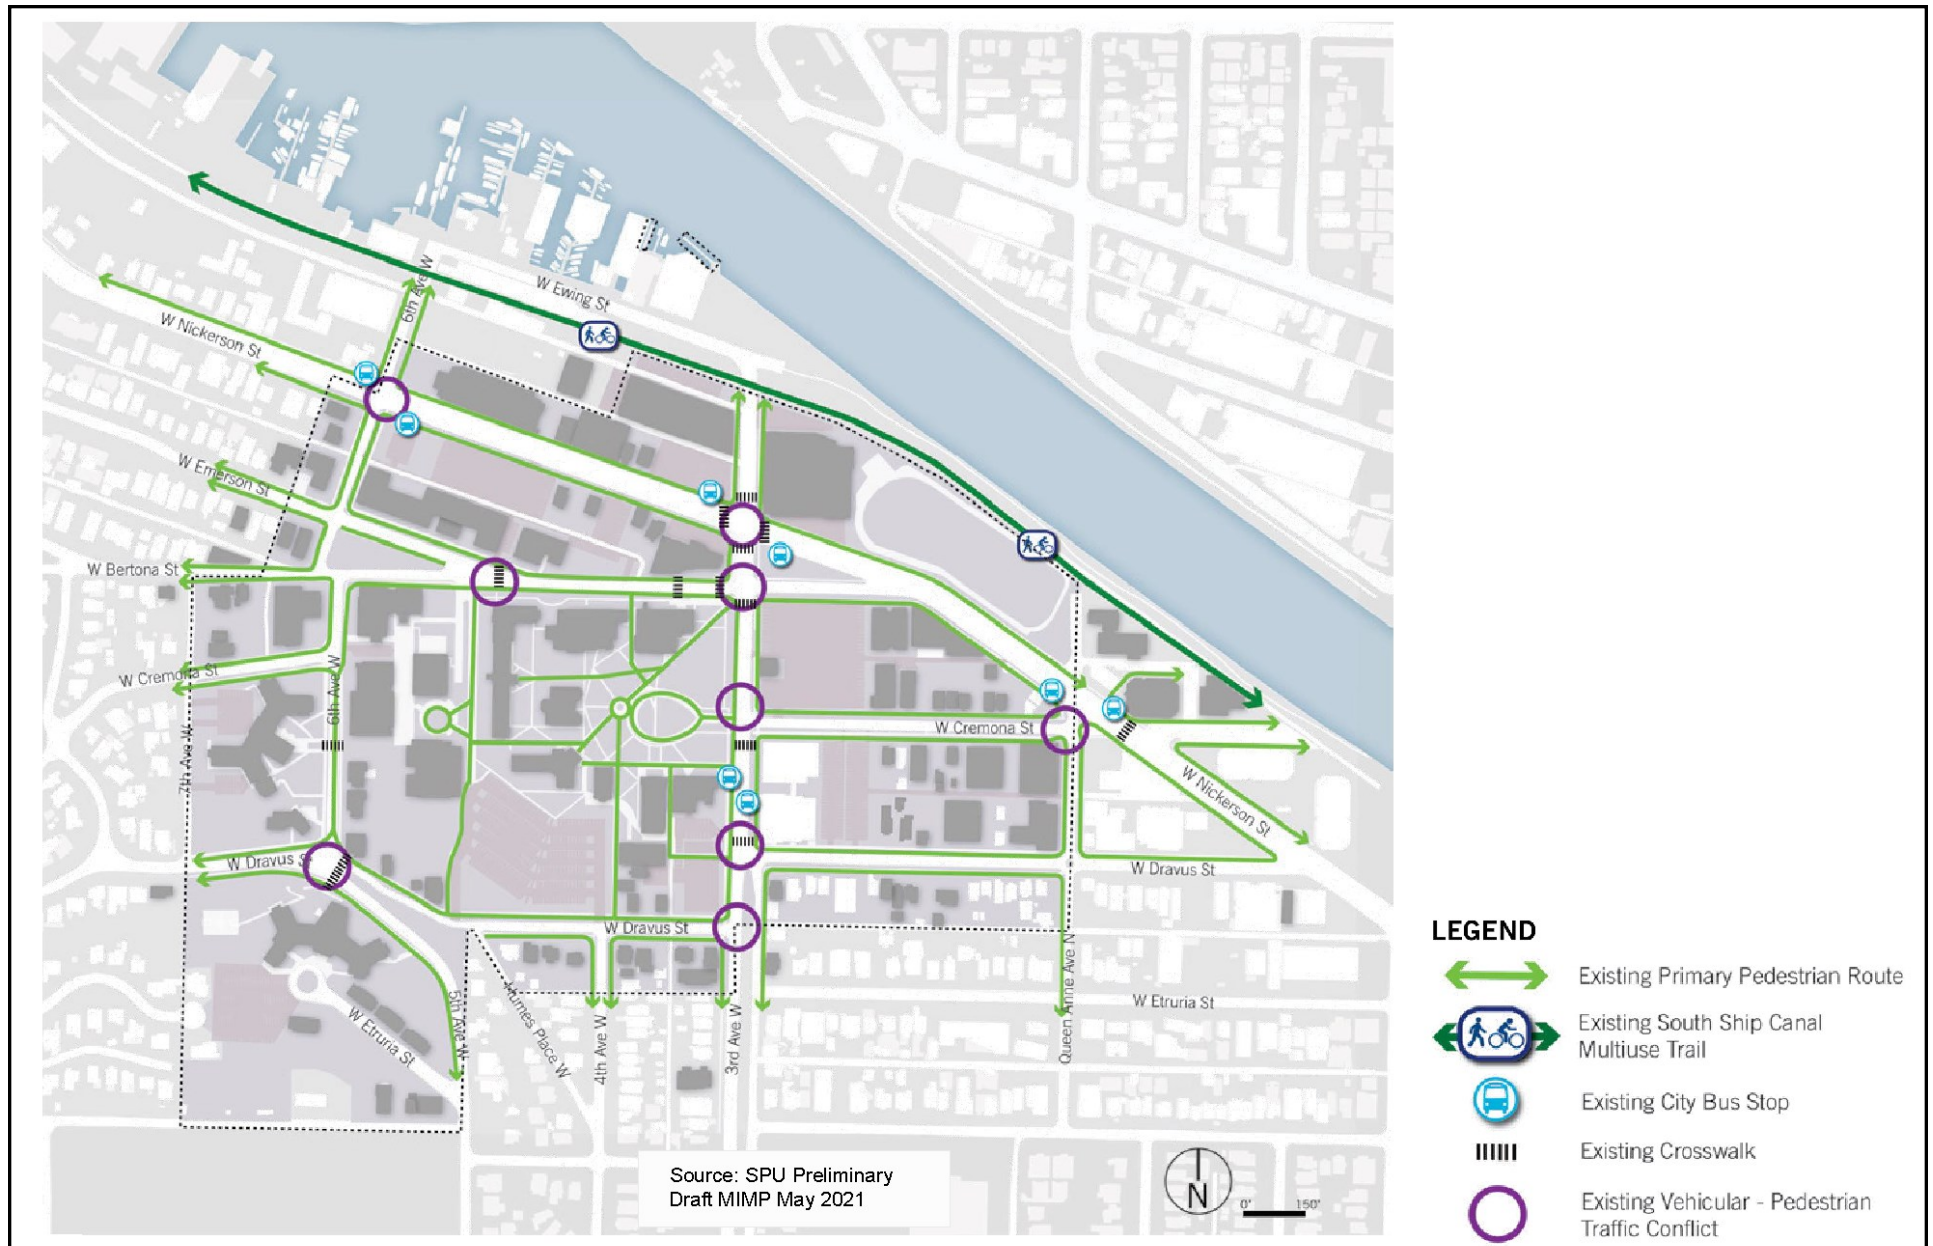 W Ewing St
6th Ave W
W Nickerson St
W Emerson St
W Bertona St
W Cremona St
6th Ave W
7th Ave W
W Cremona St
W Nickerson St
W Dravus St
W Dravus St
W Dravus St
W Etruria St
W Etruria St
5th Ave W
Humes Place W
4th Ave W
3rd Ave W
Queen Anne Ave N
Source: SPU Preliminary
Draft MIMP May 2021
N
0' 150'
LEGEND
Existing Primary Pedestrian Route
Existing South Ship Canal
Multiuse Trail
Existing City Bus Stop
Existing Crosswalk
Existing Vehicular - Pedestrian
Traffic Conflict